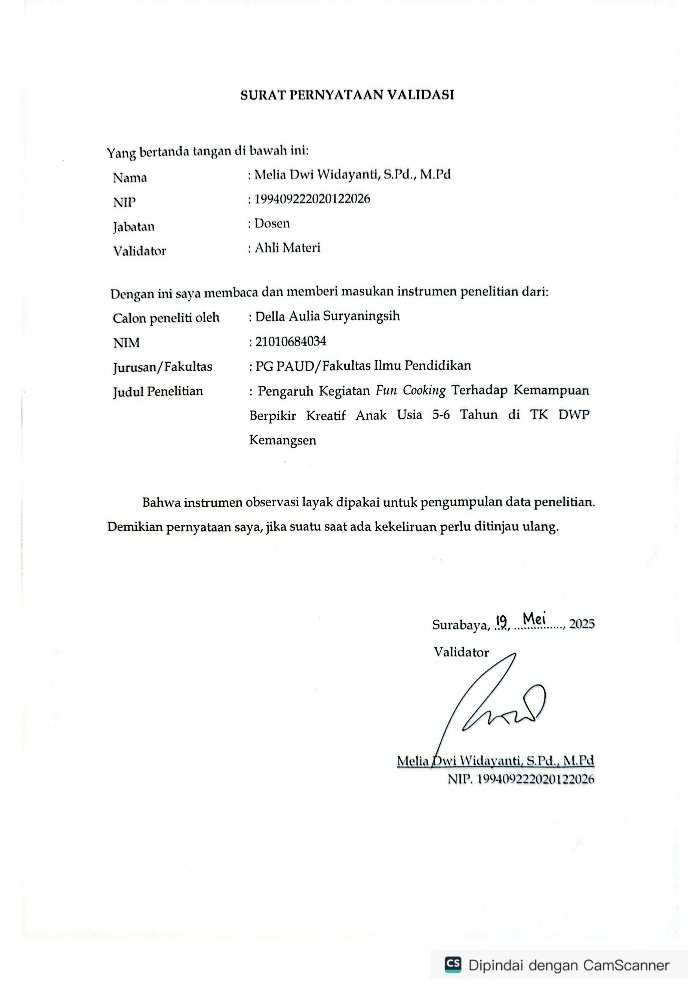 SURAT PERNYATAAN VALIDASI
Yang bertanda tangan di bawah ini:
Nama : Melia Dwi Widayanti, S.Pd., M.Pd
NIP : 199409222020122026
Jabatan : Dosen
Validator : Ahli Materi
Dengan ini saya membaca dan memberi masukan instrumen penelitian dari:
Calon peneliti oleh : Della Aulia Suryaningsih
NIM : 21010684034
Jurusan/Fakultas : PG PAUD/Fakultas Ilmu Pendidikan
Judul Penelitian : Pengaruh Kegiatan Fun Cooking Terhadap Kemampuan
Berpikir Kreatif Anak Usia 5-6 Tahun di TK DWP
Kemangsen
Bahwa instrumen observasi layak dipakai untuk pengumpulan data penelitian.
Demikian pernyataan saya, jika suatu saat ada kekeliruan perlu ditinjau ulang.
Surabaya, 19, Mei, 2025
Validator
Melia Dwi Widayanti, S.Pd., M.Pd
NIP. 199409222020122026
CS Dipindai dengan CamScanner